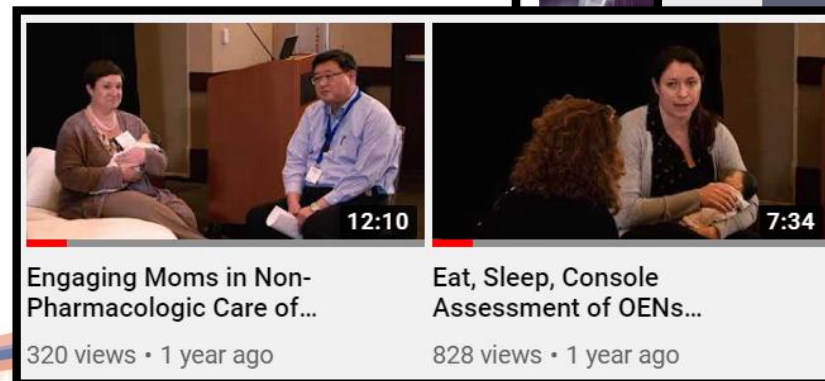 12:10
Engaging Moms in Non-
Pharmacologic Care of...
320 views • 1 year ago
7:34
Eat, Sleep, Console
Assessment of OENs...
828 views • 1 year ago